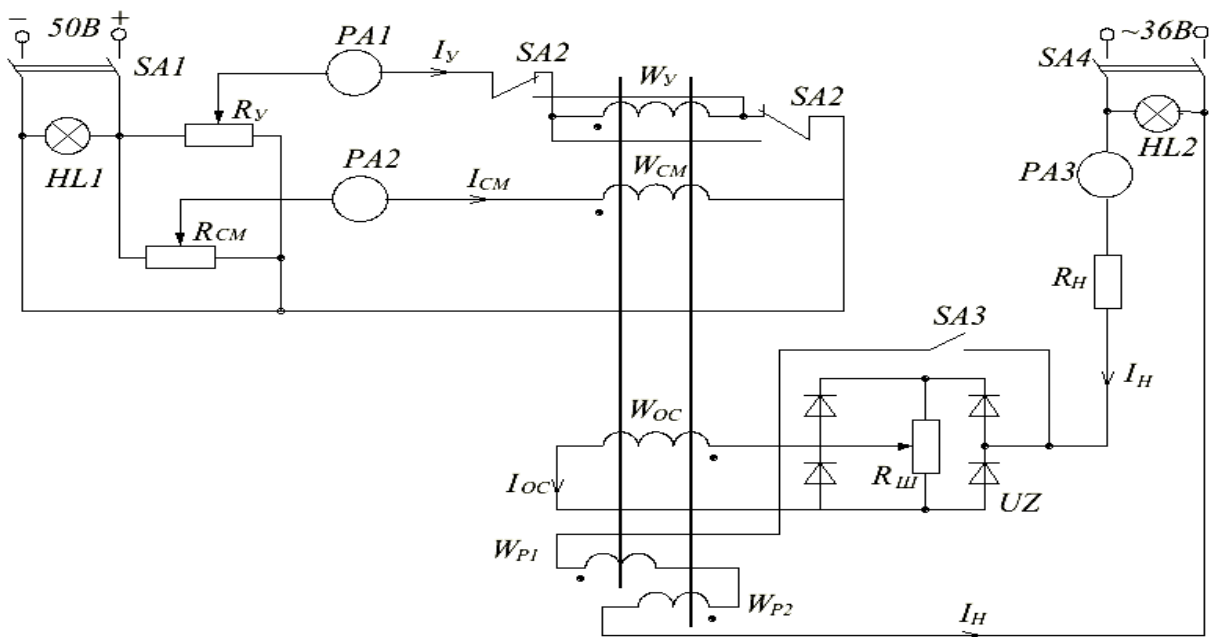 − 50В +
SA1
HL1
RУ
PA1
IУ
SA2
WУ
SA2
PA2
IСМ
WСМ
RСМ
~36В
SA4
HL2
PA3
RН
IН
SA3
WОС
IОС
RШ
UZ
WР1
WР2
IН